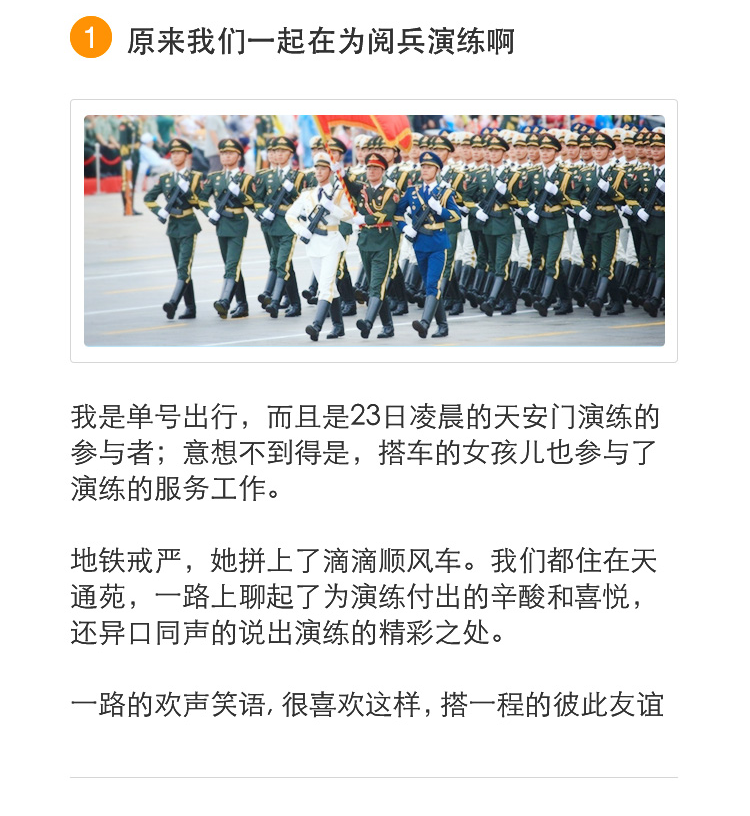 1 原来我们一起在为阅兵演练啊
我是单号出行，而且是23日凌晨的天安门演练的
参与者；意想不到得是，搭车的女孩儿也参与了
演练的服务工作。
地铁戒严，她拼上了滴滴顺风车。我们都住在天
通苑，一路上聊起了为演练付出的辛酸和喜悦，
还异口同声的说出演练的精彩之处。
一路的欢声笑语，很喜欢这样，搭一程的彼此友谊